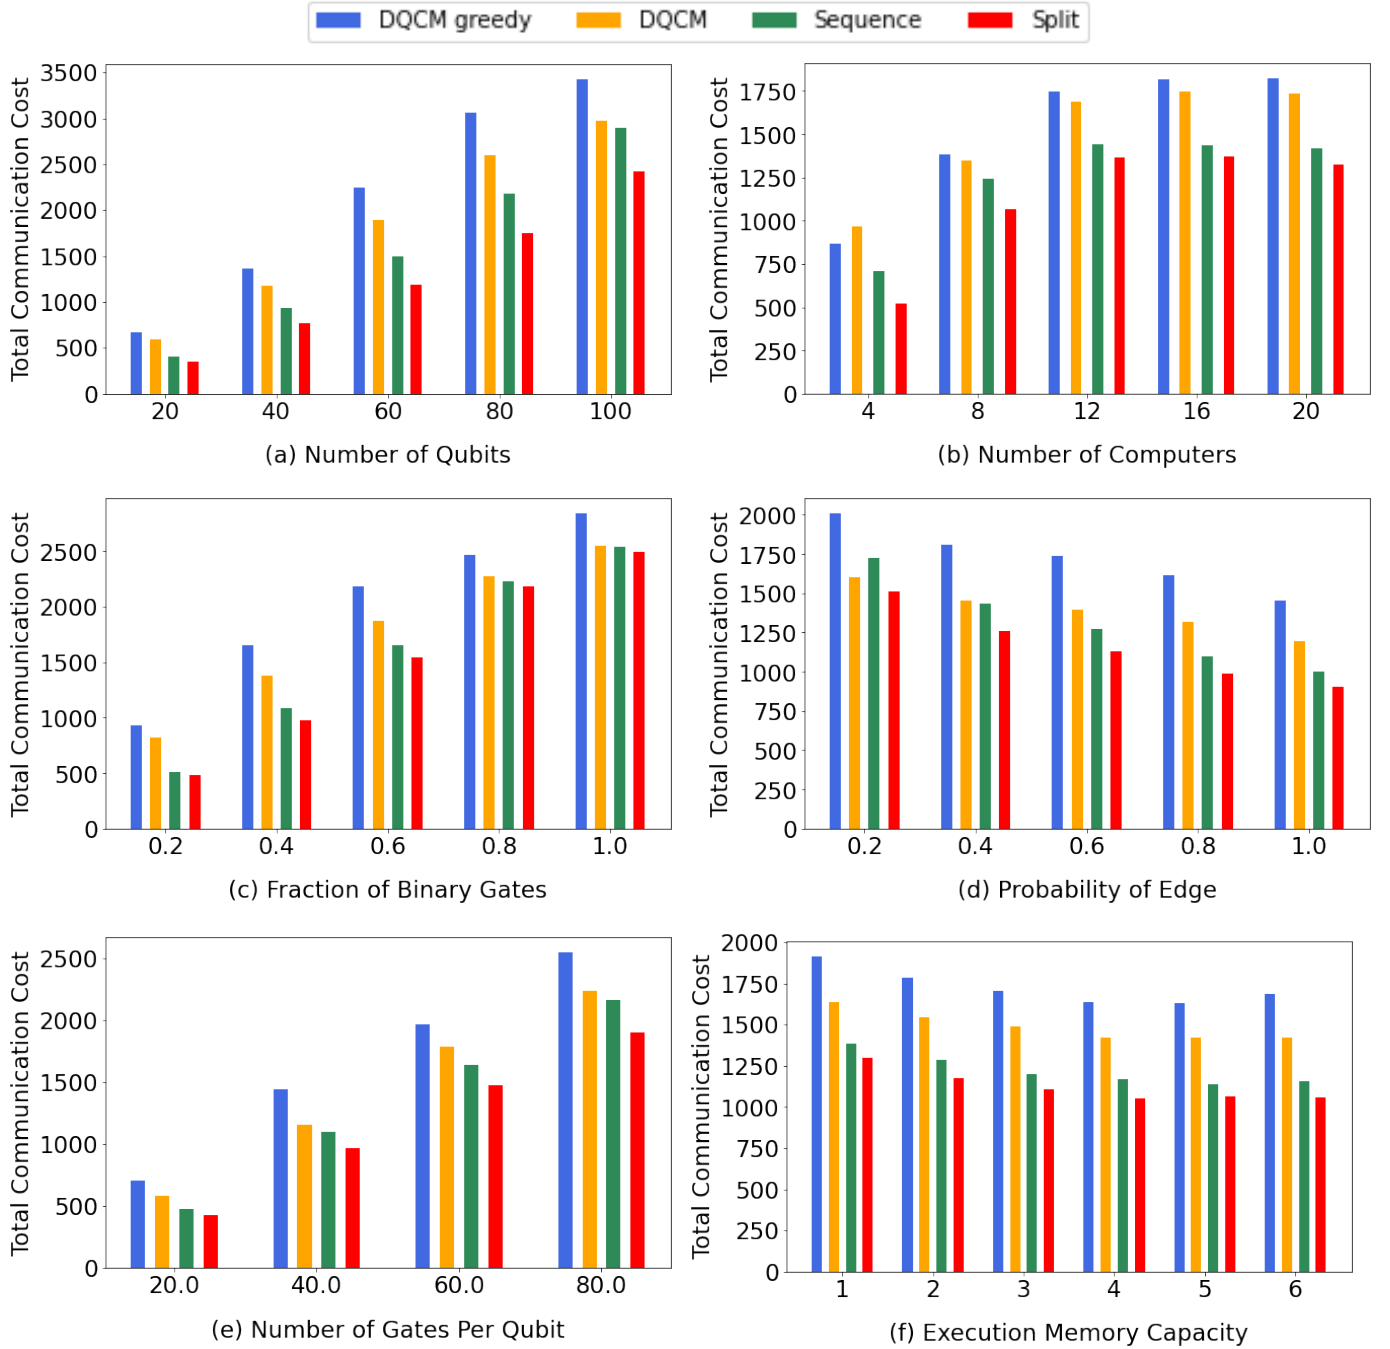 DQCM greedy DQCM Sequence Split
Total Communication Cost
3500
3000
2500
2000
1500
1000
500
0
20 40 60 80 100
(a) Number of Qubits
Total Communication Cost
1750
1500
1250
1000
750
500
250
0
4 8 12 16 20
(b) Number of Computers
Total Communication Cost
2500
2000
1500
1000
500
0
0.2 0.4 0.6 0.8 1.0
(c) Fraction of Binary Gates
Total Communication Cost
2000
1750
1500
1250
1000
750
500
250
0
0.2 0.4 0.6 0.8 1.0
(d) Probability of Edge
Total Communication Cost
2500
2000
1500
1000
500
0
20.0 40.0 60.0 80.0
(e) Number of Gates Per Qubit
Total Communication Cost
2000
1750
1500
1250
1000
750
500
250
0
1 2 3 4 5 6
(f) Execution Memory Capacity